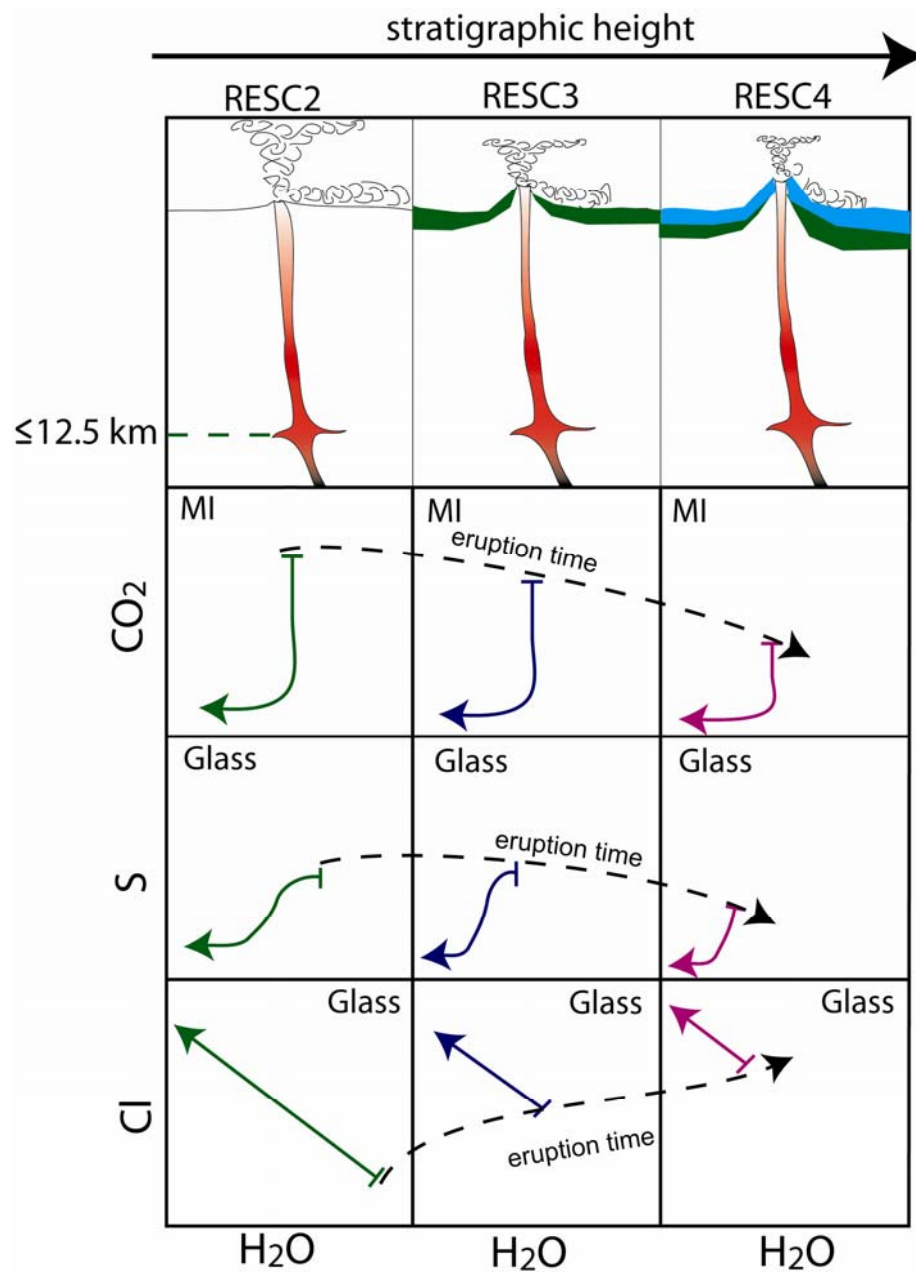 stratigraphic height
RESC2
RESC3
RESC4
≤12.5 km
CO2
MI
MI
MI
eruption time
S
Glass
Glass
Glass
eruption time
Cl
Glass
Glass
Glass
eruption time
H2O
H2O
H2O